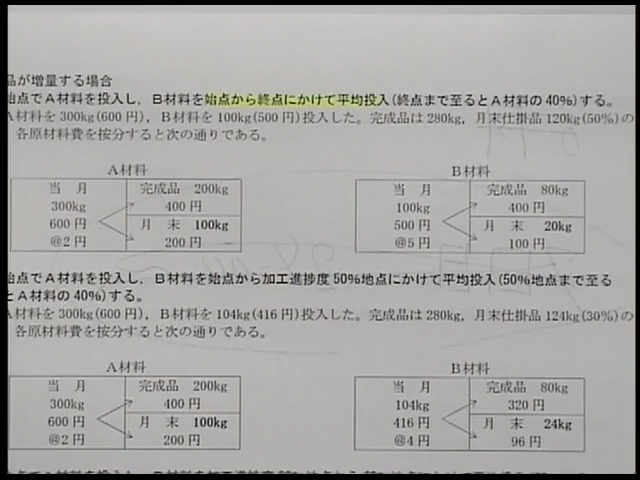 品が増量する場合
始点でA材料を投入し，B材料を始点から終点にかけて平均投入(終点まで至るとA材料の40%)する。
A材料を300kg(600円)，B材料を100kg(500円)投入した。完成品は280kg，月末仕掛品120kg(50%)の
各原材料費を按分すると次の通りである。
A材料
当 月 完成品 200kg
300kg 400円
600円 月 末 100kg
@2円 200円
B材料
当 月 完成品 80kg
100kg 400円
500円 月 末 20kg
@5円 100円
始点でA材料を投入し，B材料を始点から加工進捗度50%地点にかけて平均投入(50%地点まで至る
とA材料の40%)する。
A材料を300kg(600円)，B材料を104kg(416円)投入した。完成品は280kg，月末仕掛品124kg(30%)の
各原材料費を按分すると次の通りである。
A材料
当 月 完成品 200kg
300kg 400円
600円 月 末 100kg
@2円 200円
B材料
当 月 完成品 80kg
104kg 320円
416円 月 末 24kg
@4円 96円